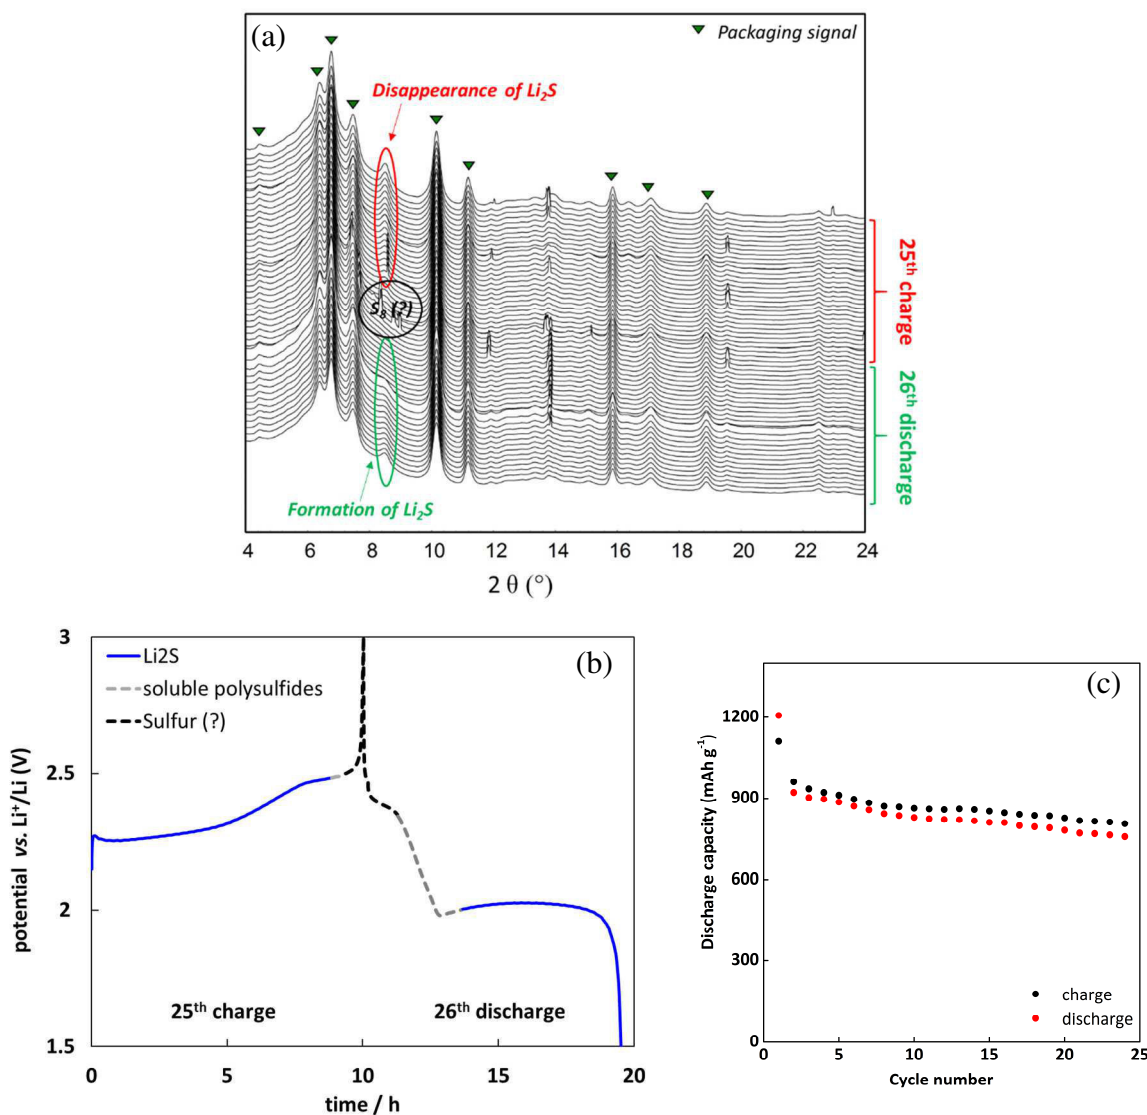 (a)
Packaging signal
Disappearance of Li₂S
S₈ (?)
Formation of Li₂S
25ᵗʰ charge
26ᵗʰ discharge
4 6 8 10 12 14 16 18 20 22 24
2 θ (°)
(b)
Li2S
soluble polysulfides
Sulfur (?)
3
2.5
2
1.5
potential vs. Li⁺/Li (V)
25ᵗʰ charge
26ᵗʰ discharge
0 5 10 15 20
time / h
(c)
1200
900
600
300
0
Discharge capacity (mAh g⁻¹)
charge
discharge
0 5 10 15 20 25
Cycle number